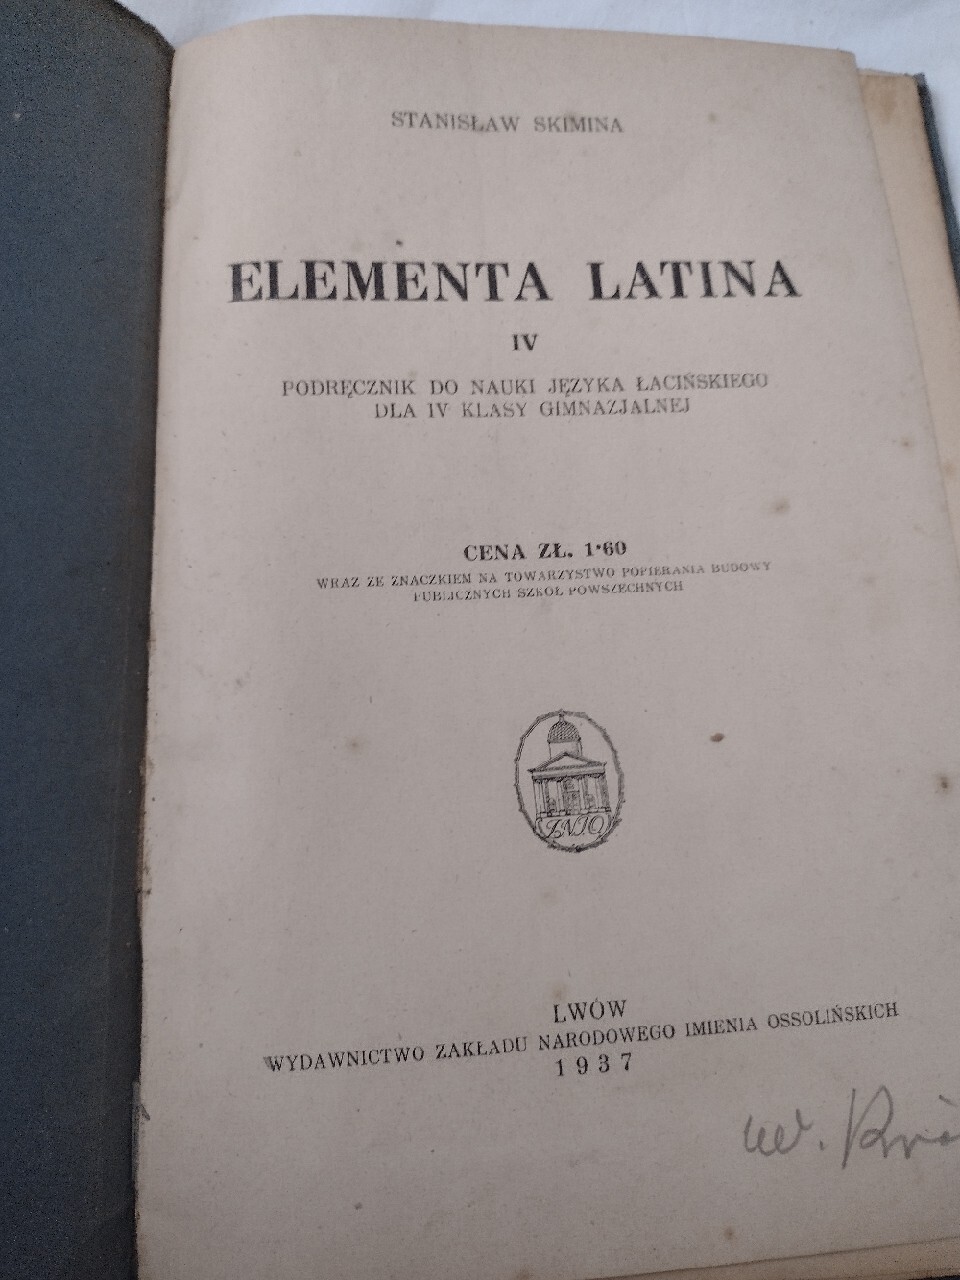 STANISŁAW SKIMINA
ELEMENTA LATINA
IV
PODRĘCZNIK DO NAUKI JĘZYKA ŁACIŃSKIEGO
DLA IV KLASY GIMNAZJALNEJ
CENA ZŁ. 1·60
WRAZ ZE ZNACZKIEM NA TOWARZYSTWO POPIERANIA BUDOWY
PUBLICZNYCH SZKÓŁ POWSZECHNYCH
ZNIO
LWÓW
WYDAWNICTWO ZAKŁADU NARODOWEGO IMIENIA OSSOLIŃSKICH
1937